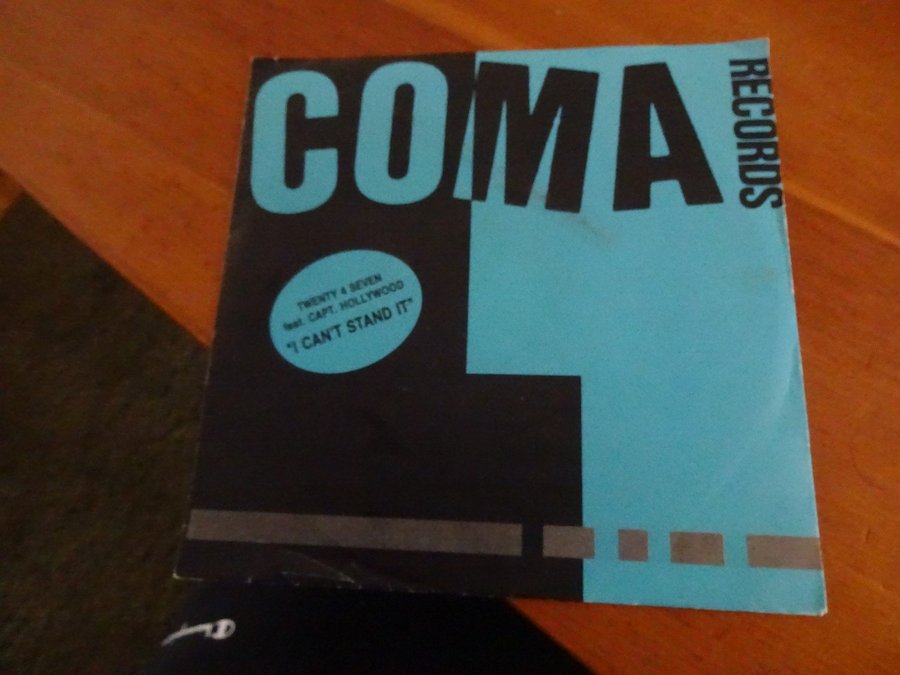 COMA
RECORDS
TWENTY 4 SEVEN
feat. CAPT. HOLLYWOOD
"I CAN'T STAND IT"